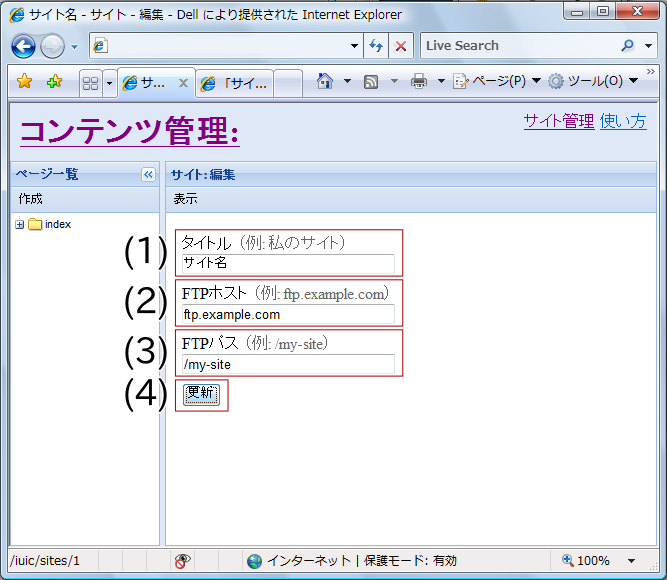 サイト名 - サイト - 編集 - Dell により提供された Internet Explorer
Live Search
サ... 「サイ... ページ(P) ツール(O) »
コンテンツ管理:
サイト管理 使い方
ページ一覧 «
サイト:編集
作成
表示
index
(1) タイトル (例: 私のサイト)
サイト名
(2) FTPホスト (例: ftp.example.com)
ftp.example.com
(3) FTPパス (例: /my-site)
/my-site
(4) 更新
/iuic/sites/1 インターネット | 保護モード: 有効 100%